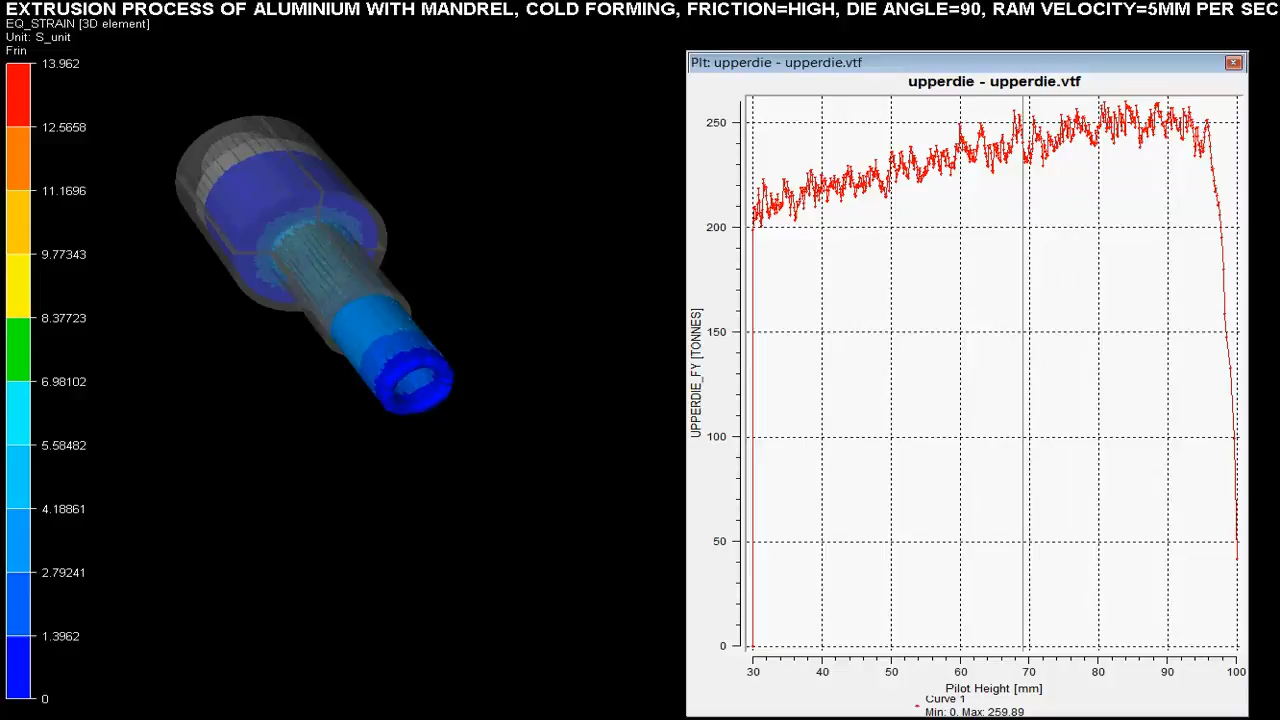 EXTRUSION PROCESS OF ALUMINIUM WITH MANDREL, COLD FORMING, FRICTION=HIGH, DIE ANGLE=90, RAM VELOCITY=5MM PER SEC
EQ_STRAIN [3D element]
Unit: S_unit
Frin
13.962
12.5658
11.1696
9.77343
8.37723
6.98102
5.58482
4.18861
2.79241
1.3962
0
Plt: upperdie - upperdie.vtf
upperdie - upperdie.vtf
UPPERDIE_FY [TONNES]
250
200
150
100
50
0
30 40 50 60 70 80 90 100
Pilot Height [mm]
Curve 1
Min: 0. Max: 259.89